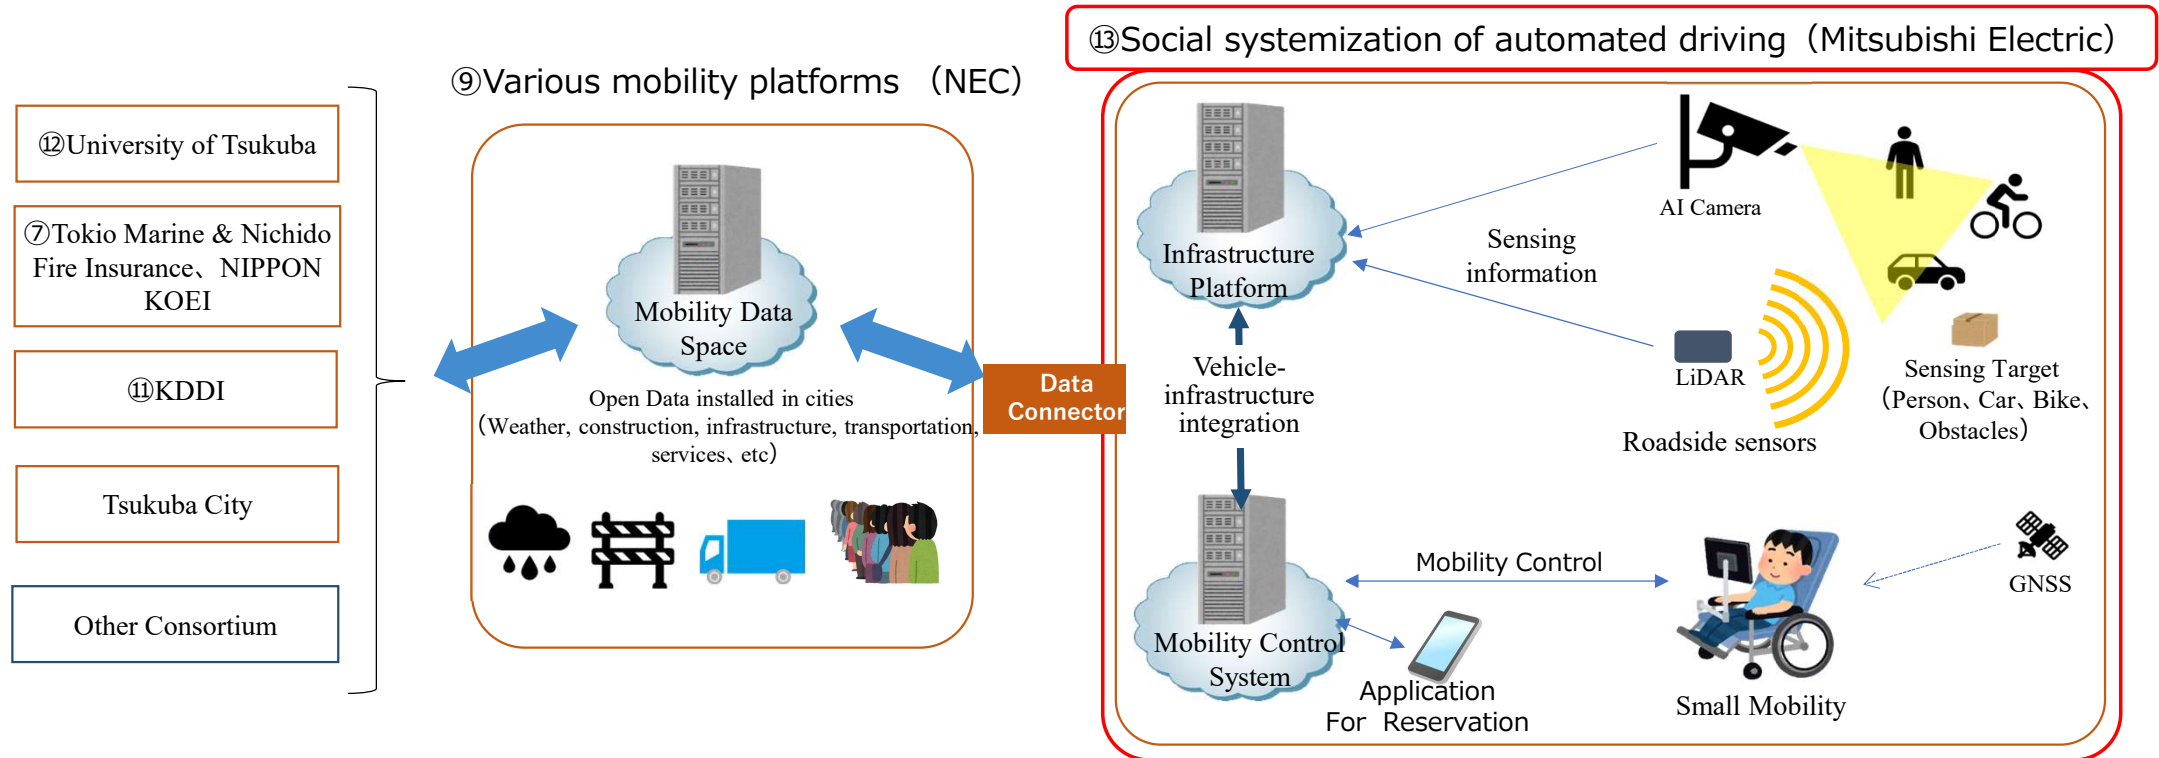 ⑬Social systemization of automated driving（Mitsubishi Electric）
⑨Various mobility platforms （NEC）
⑫University of Tsukuba
⑦Tokio Marine & Nichido
Fire Insurance、NIPPON
KOEI
⑪KDDI
Tsukuba City
Other Consortium
Mobility Data
Space
Open Data installed in cities
（Weather, construction, infrastructure, transportation,
services、etc）
Data
Connector
Infrastructure
Platform
Vehicle-
infrastructure
integration
Mobility Control
System
Sensing
information
AI Camera
LiDAR
Roadside sensors
Sensing Target
（Person、Car、Bike、
Obstacles）
Mobility Control
Application
For Reservation
Small Mobility
GNSS